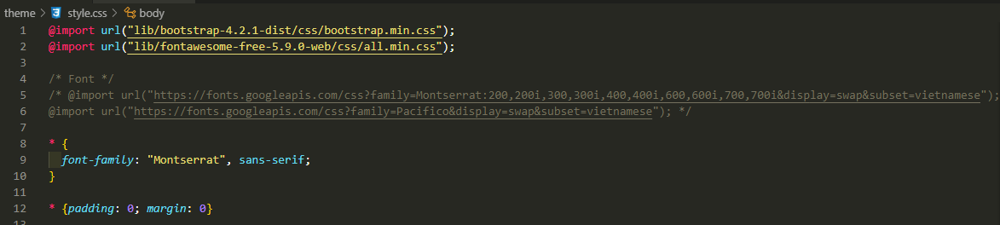 theme > style.css > body
1 @import url("lib/bootstrap-4.2.1-dist/css/bootstrap.min.css");
2 @import url("lib/fontawesome-free-5.9.0-web/css/all.min.css");
3
4 /* Font */
5 /* @import url("https://fonts.googleapis.com/css?family=Montserrat:200,200i,300,300i,400,400i,600,600i,700,700i&display=swap&subset=vietnamese");
6 @import url("https://fonts.googleapis.com/css?family=Pacifico&display=swap&subset=vietnamese"); */
7
8 * {
9 font-family: "Montserrat", sans-serif;
10 }
11
12 * {padding: 0; margin: 0}
13